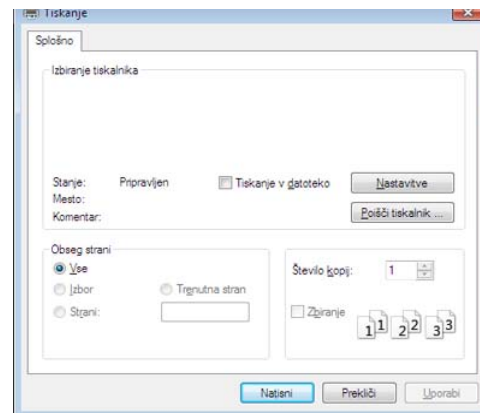 Tiskanje
Splošno
Izbiranje tiskalnika
Stanje: Pripravljen
Tiskanje v datoteko
Nastavitve
Mesto:
Komentar:
Poišči tiskalnik ...
Obseg strani
Vse
Izbor
Trenutna stran
Strani:
Število kopij: 1
Zbiranje
1 1 2 2 3 3
Natisni
Prekliči
Uporabi